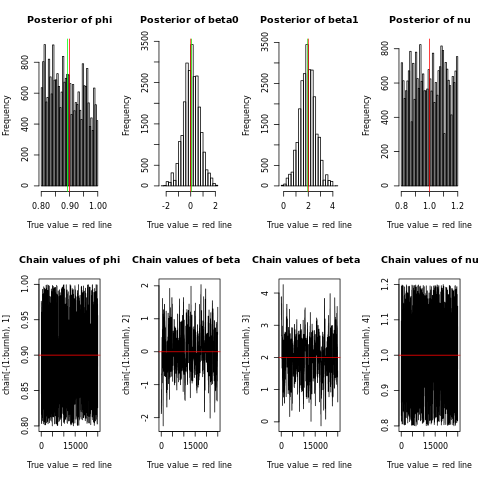 Posterior of phi
Posterior of beta0
Posterior of beta1
Posterior of nu
Frequency
0 200 400 600 800
0.80 0.90 1.00
True value = red line
Frequency
0 500 1500 2500 3500
-2 0 2
True value = red line
Frequency
0 500 1500 2500 3500
0 2 4
True value = red line
Frequency
0 200 400 600 800
0.8 1.0 1.2
True value = red line
Chain values of phi
Chain values of beta
Chain values of beta
Chain values of nu
chain[-(1:burnIn), 1]
0.80 0.85 0.90 0.95 1.00
0 15000
True value = red line
chain[-(1:burnIn), 2]
-2 -1 0 1 2
0 15000
True value = red line
chain[-(1:burnIn), 3]
0 1 2 3 4
0 15000
True value = red line
chain[-(1:burnIn), 4]
0.8 0.9 1.0 1.1 1.2
0 15000
True value = red line